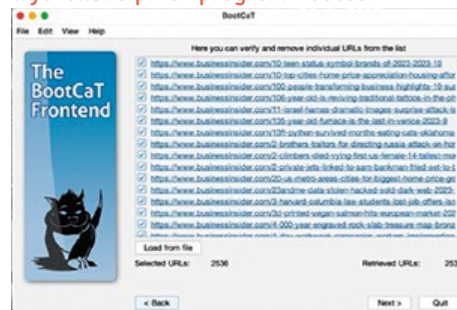 BootCaT
File Edit View Help
Here you can verify and remove individual URLs from the list
The
BootCaT
Frontend
https://www.businessinsider.com/10-teen-status-symbol-brands-of-2023-2023-10
https://www.businessinsider.com/10-top-cities-home-price-appreciation-housing-affor
https://www.businessinsider.com/100-people-transforming-business-highlights-10-sus
https://www.businessinsider.com/106-year-old-is-reviving-traditional-tattoos-in-the-ph
https://www.businessinsider.com/11-israel-hamas-dramatic-images-surprise-attack-is
https://www.businessinsider.com/135-year-old-furnace-is-the-last-in-venice-2023-9
https://www.businessinsider.com/13ft-python-survived-months-eating-cats-oklahoma
https://www.businessinsider.com/2-brothers-traitors-for-directing-russia-attack-on-hor
https://www.businessinsider.com/2-climbers-died-vying-first-us-female-14-tallest-mou
https://www.businessinsider.com/2-private-jets-linked-to-sam-bankman-fried-set-to-b
https://www.businessinsider.com/20-us-metro-areas-cities-for-biggest-home-price-gr
https://www.businessinsider.com/23andme-data-stolen-hacked-sold-dark-web-2023-
https://www.businessinsider.com/3-harvard-columbia-law-students-lost-job-offers-isr
https://www.businessinsider.com/3d-printed-vegan-salmon-hits-european-market-202
https://www.businessinsider.com/4-000-year-engraved-rock-slab-treasure-map-bronz
Load from file
Selected URLs: 2536 Retrieved URLs: 253
< Back Next > Quit